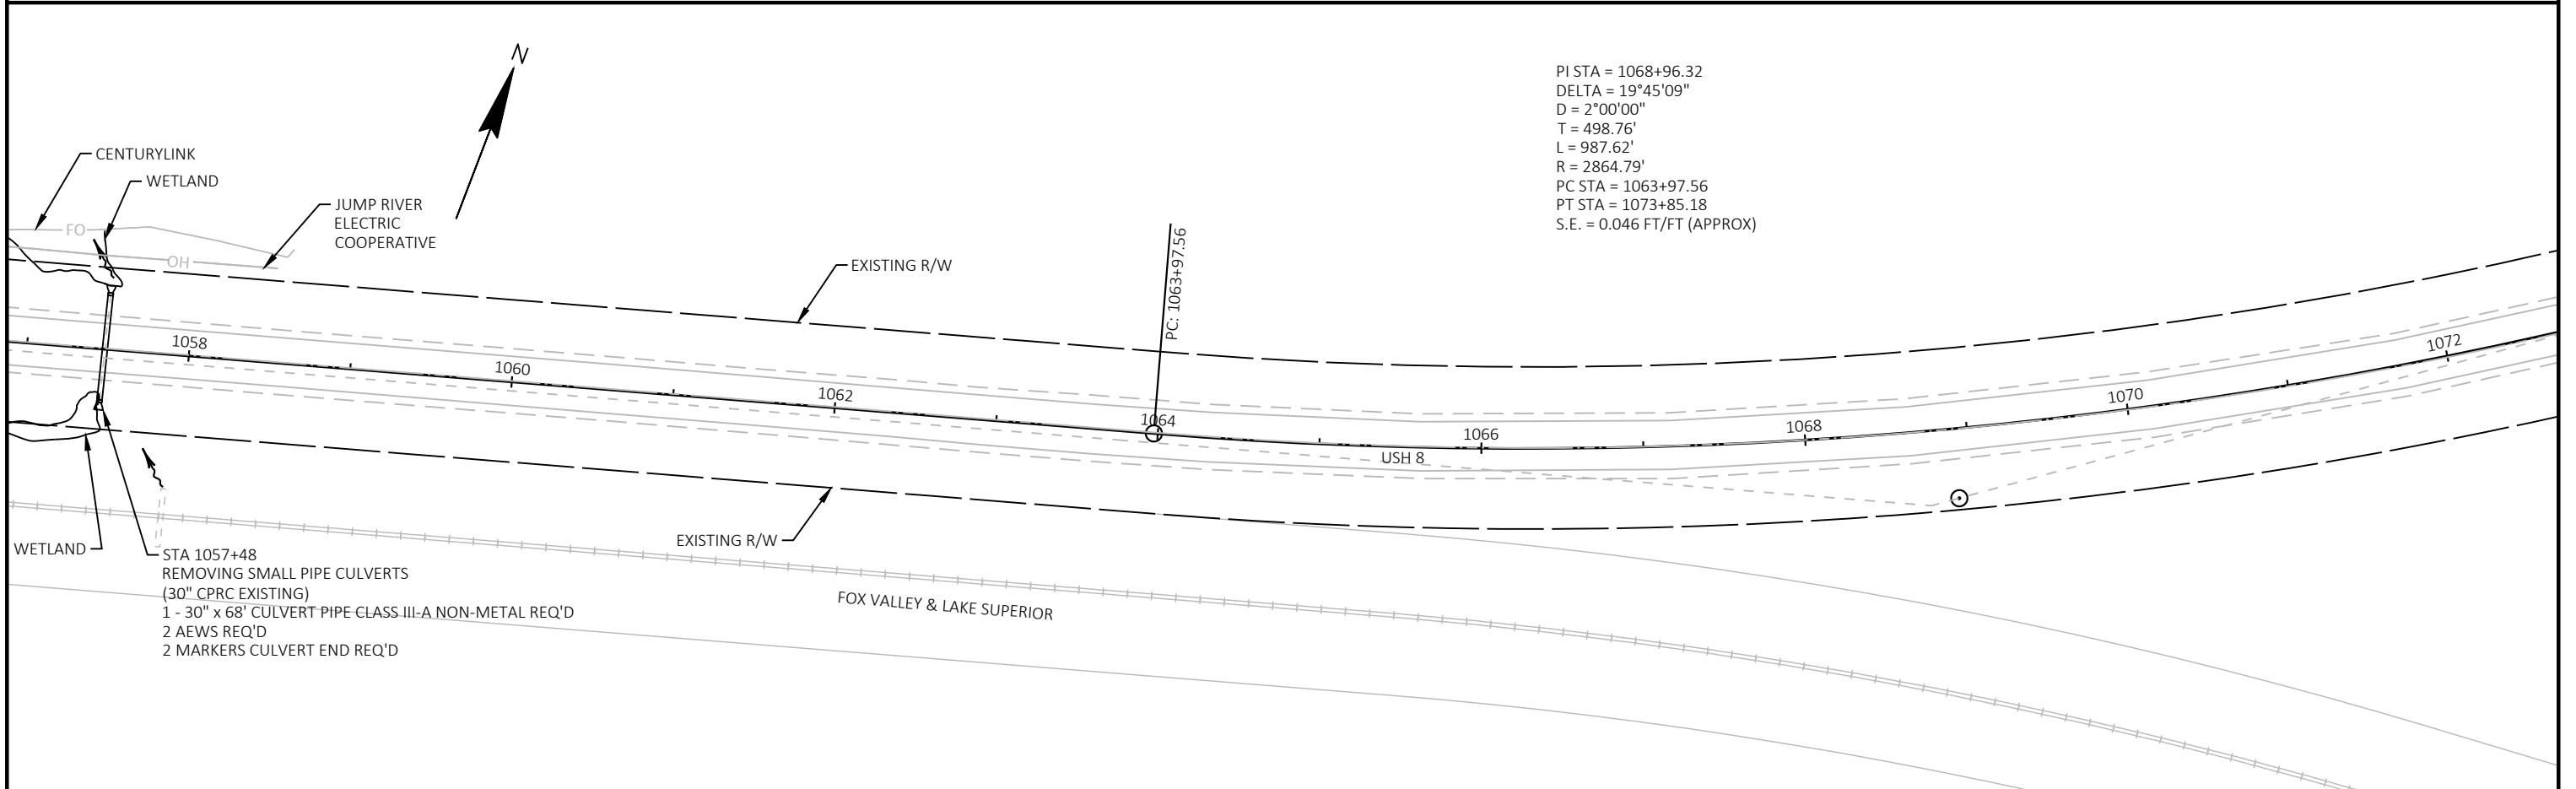 N
PI STA = 1068+96.32
DELTA = 19°45'09"
D = 2°00'00"
T = 498.76'
L = 987.62'
R = 2864.79'
PC STA = 1063+97.56
PT STA = 1073+85.18
S.E. = 0.046 FT/FT (APPROX)
CENTURYLINK
WETLAND
JUMP RIVER
ELECTRIC
COOPERATIVE
FO
OH
EXISTING R/W
PC: 1063+97.56
1058
1060
1062
1064
1066
1068
1070
1072
USH 8
WETLAND
EXISTING R/W
STA 1057+48
REMOVING SMALL PIPE CULVERTS
(30" CPRC EXISTING)
1 - 30" x 68' CULVERT PIPE CLASS III-A NON-METAL REQ'D
2 AEWS REQ'D
2 MARKERS CULVERT END REQ'D
FOX VALLEY & LAKE SUPERIOR